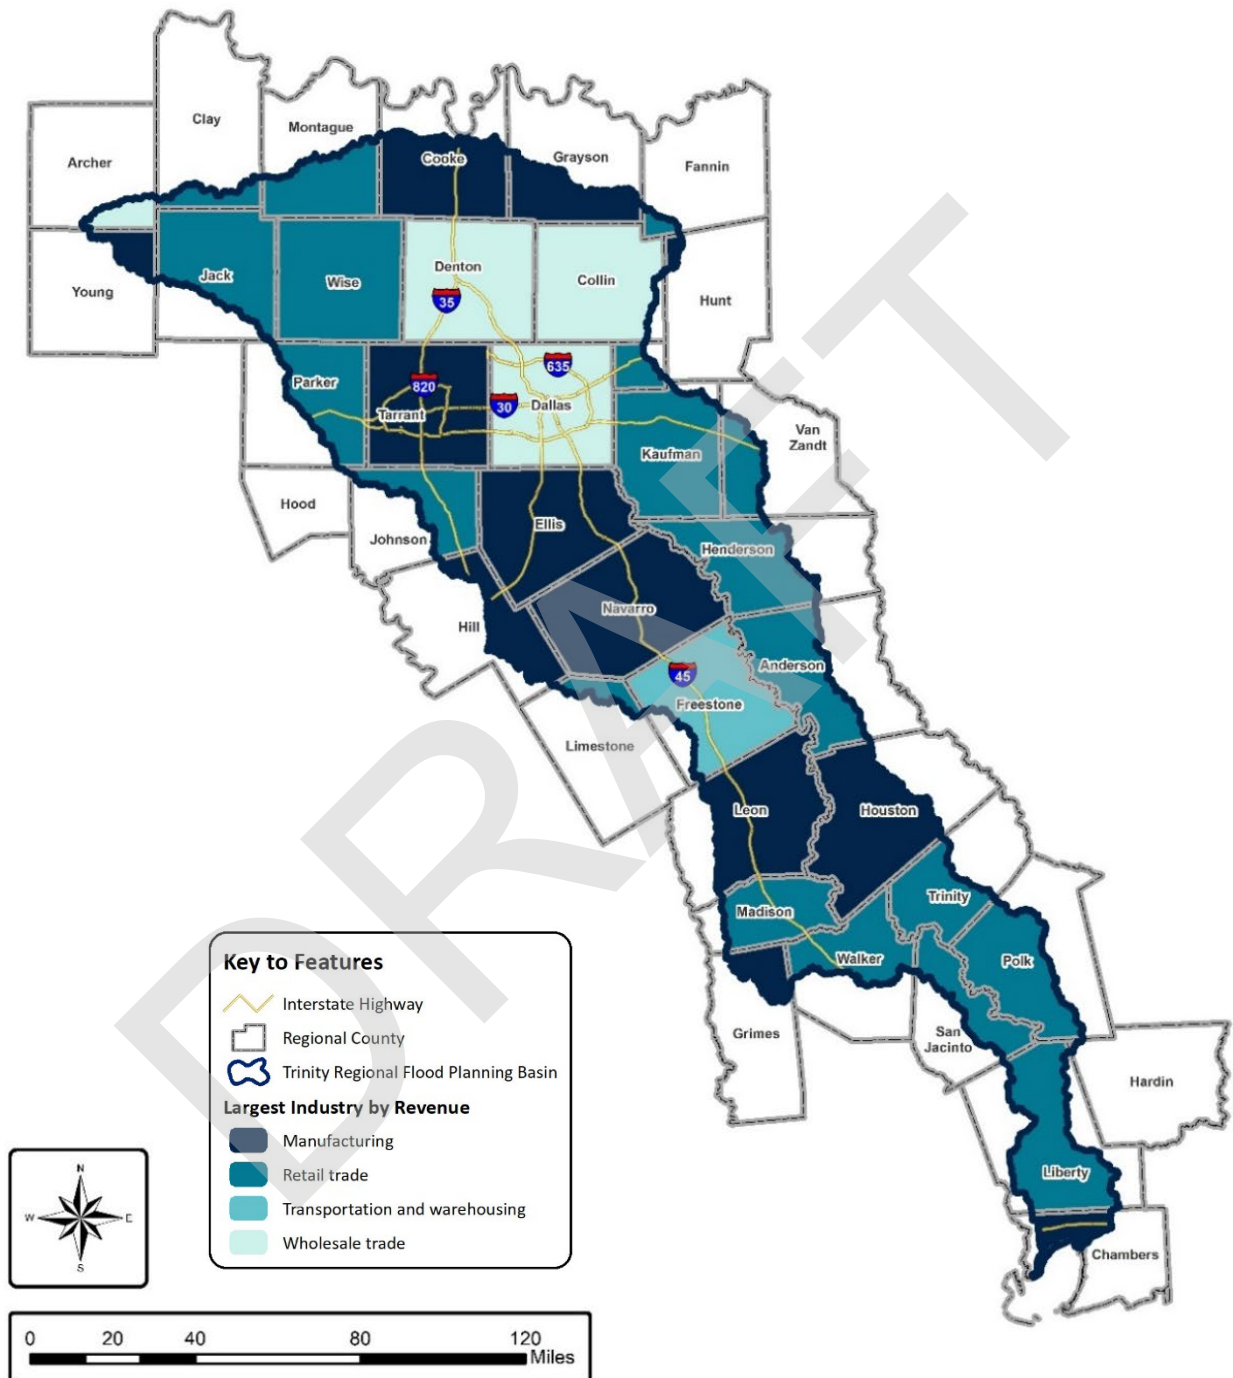 Clay
Montague
Archer
Cooke
Grayson
Fannin
Young
Jack
Wise
Denton
Collin
Hunt
35
Parker
820
Tarrant
30
635
Dallas
Kaufman
Van
Zandt
Hood
Johnson
Ellis
Henderson
Hill
Navarro
Anderson
45
Freestone
Limestone
Leon
Houston
Madison
Trinity
Walker
Polk
Grimes
San
Jacinto
Hardin
Liberty
Chambers
DRAFT
Key to Features
Interstate Highway
Regional County
Trinity Regional Flood Planning Basin
Largest Industry by Revenue
Manufacturing
Retail trade
Transportation and warehousing
Wholesale trade
N
W E
S
0 20 40 80 120
Miles